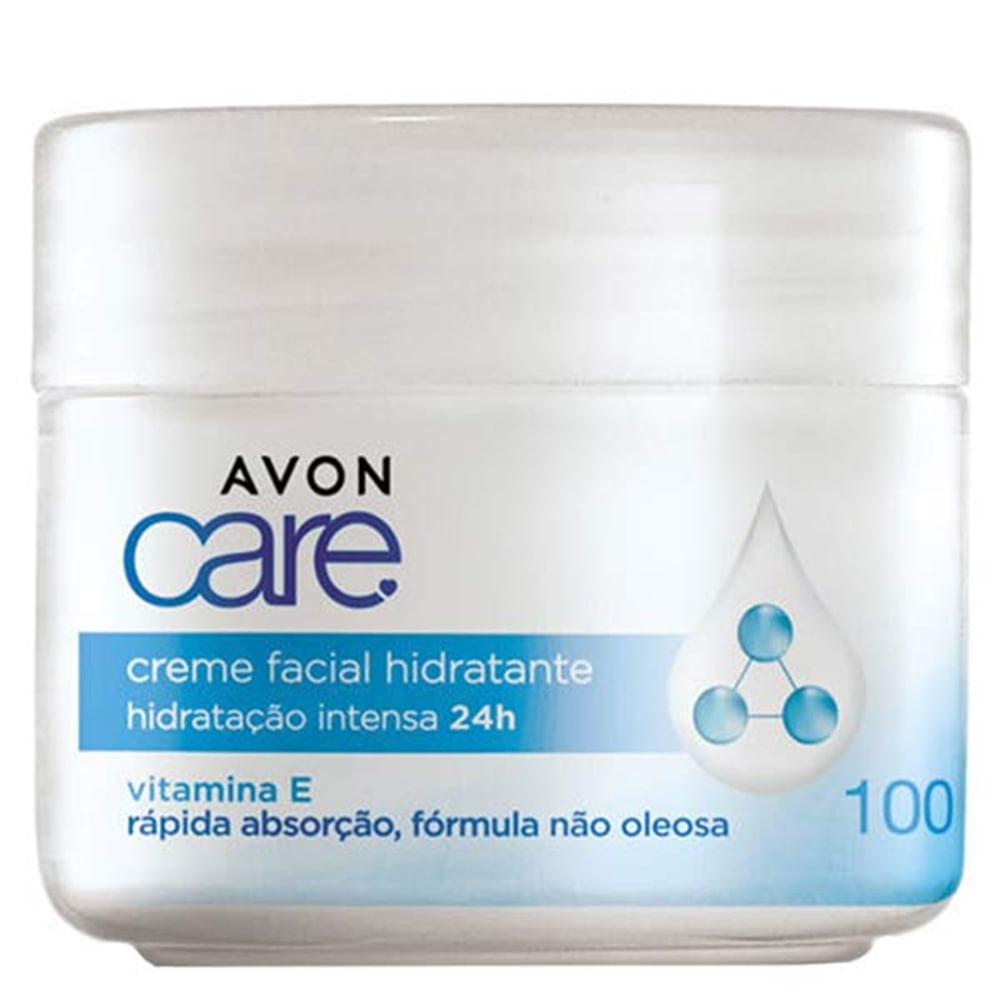 AVON
care
creme facial hidratante
hidratação intensa 24h
vitamina E
rápida absorção, fórmula não oleosa
100